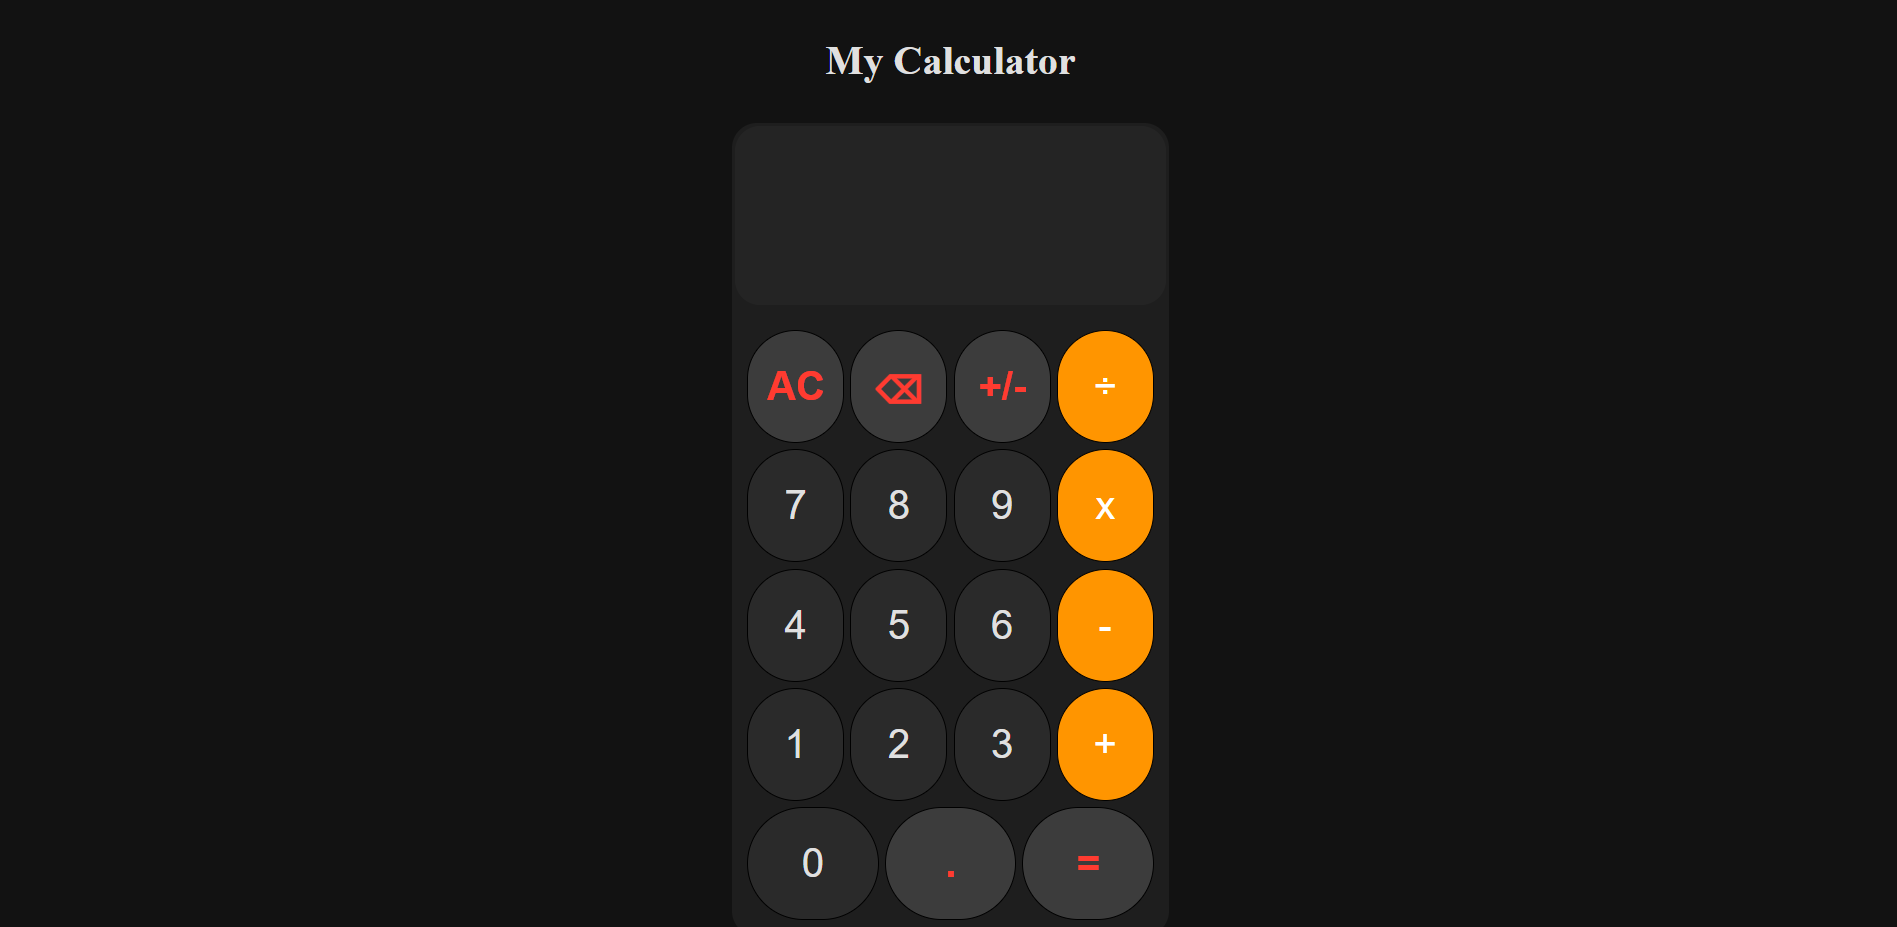 My Calculator
AC ⌫ +/- ÷
7 8 9 x
4 5 6 -
1 2 3 +
0 . =